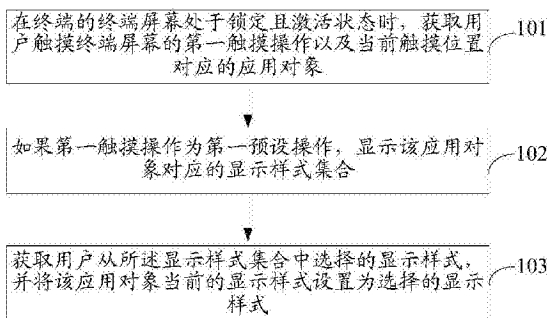 在终端的终端屏幕处于锁定且激活状态时，获取用
户触摸终端屏幕的第一触摸操作以及当前触摸位置
对应的应用对象
101
如果第一触摸操作为第一预设操作，显示该应用对
象对应的显示样式集合
102
获取用户从所述显示样式集合中选择的显示样式，
并将该应用对象当前的显示样式设置为选择的显示
样式
103